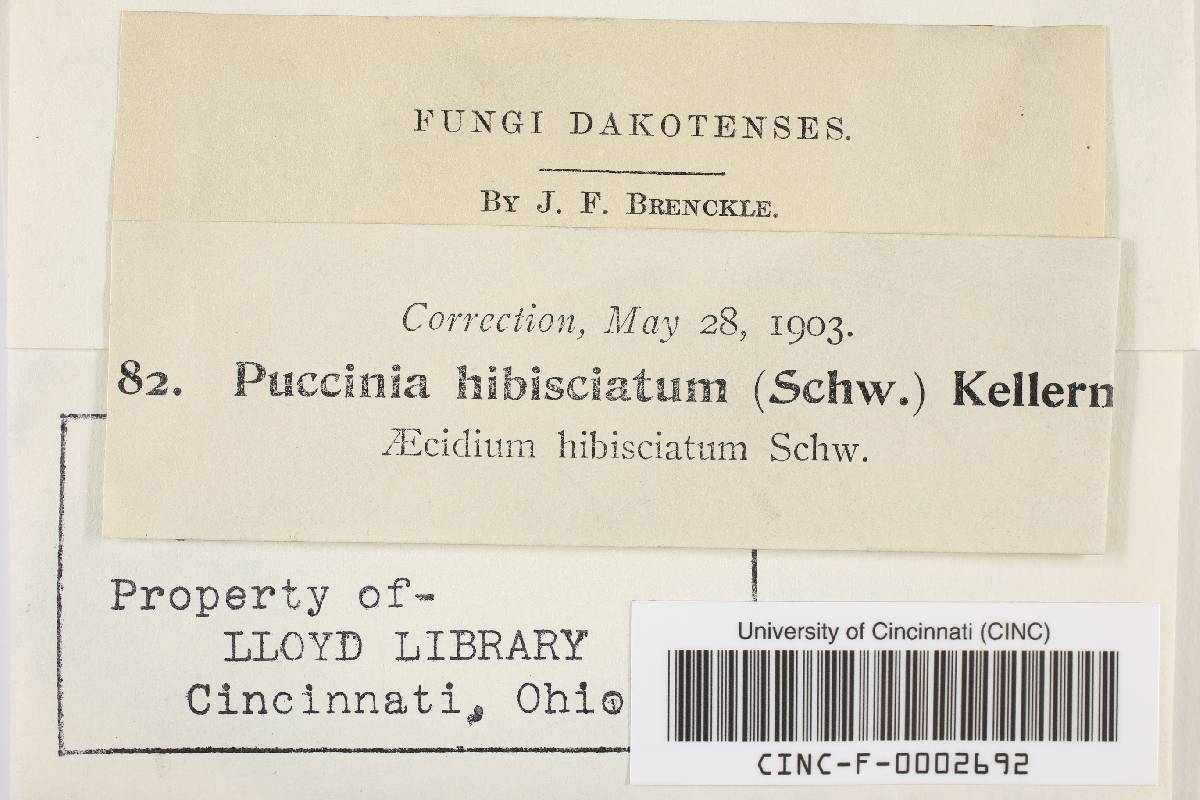 FUNGI DAKOTENSES.
By J. F. Brenckle.
Correction, May 28, 1903.
82. Puccinia hibisciatum (Schw.) Kellerm
Æcidium hibisciatum Schw.
Property of-
LLOYD LIBRARY
Cincinnati, Ohio
University of Cincinnati (CINC)
CINC-F-0002692